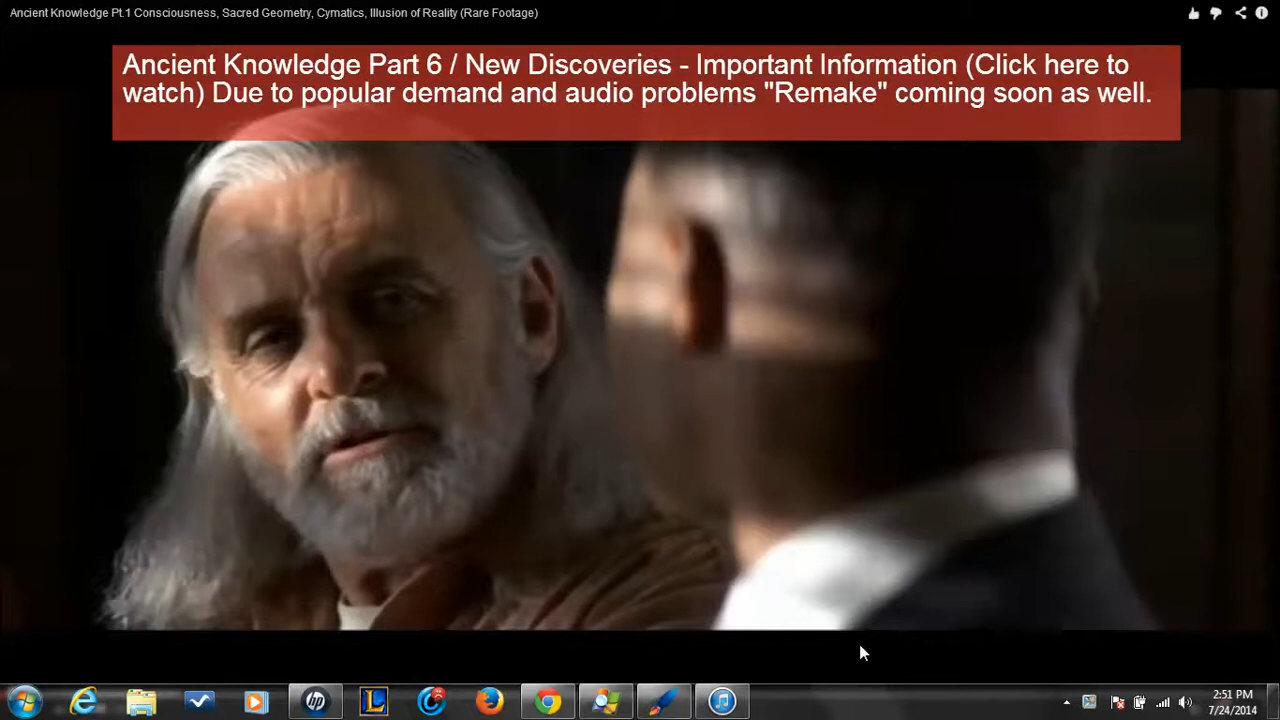 Ancient Knowledge Pt.1 Consciousness, Sacred Geometry, Cymatics, Illusion of Reality (Rare Footage)
Ancient Knowledge Part 6 / New Discoveries - Important Information (Click here to
watch) Due to popular demand and audio problems "Remake" coming soon as well.
2:51 PM
7/24/2014